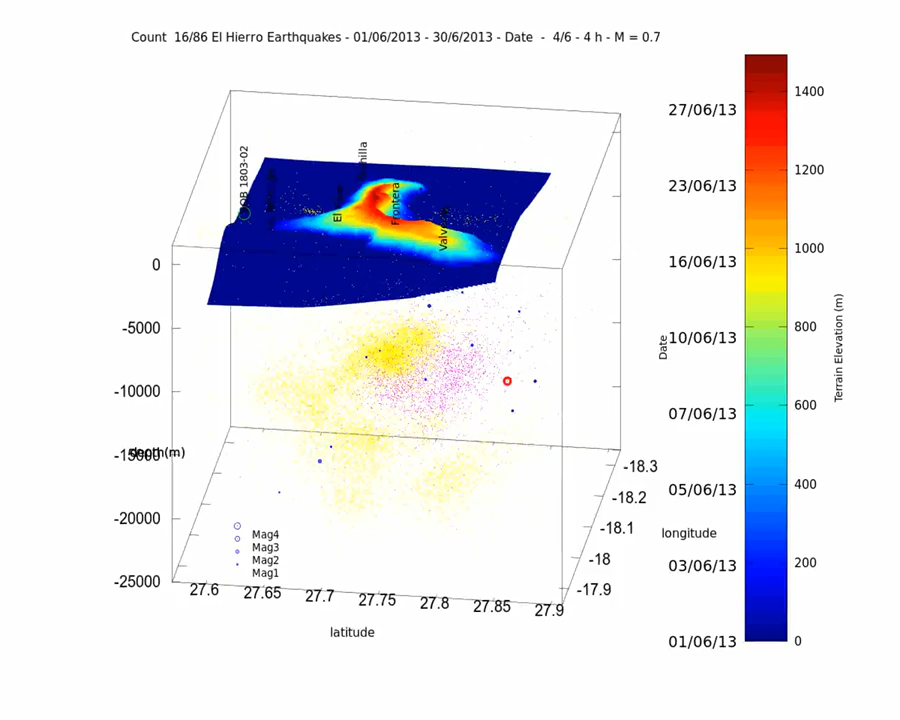 Count 16/86 El Hierro Earthquakes - 01/06/2013 - 30/6/2013 - Date - 4/6 - 4 h - M = 0.7
OB 1803-02
Frontera
0
-5000
-10000
-15000
-20000
-25000
depth(m)
Mag4
Mag3
Mag2
Mag1
27.6
27.65
27.7
27.75
27.8
27.85
27.9
latitude
-18.3
-18.2
-18.1
-18
-17.9
longitude
27/06/13
23/06/13
16/06/13
10/06/13
07/06/13
05/06/13
03/06/13
01/06/13
Date
1400
1200
1000
800
600
400
200
0
Terrain Elevation (m)